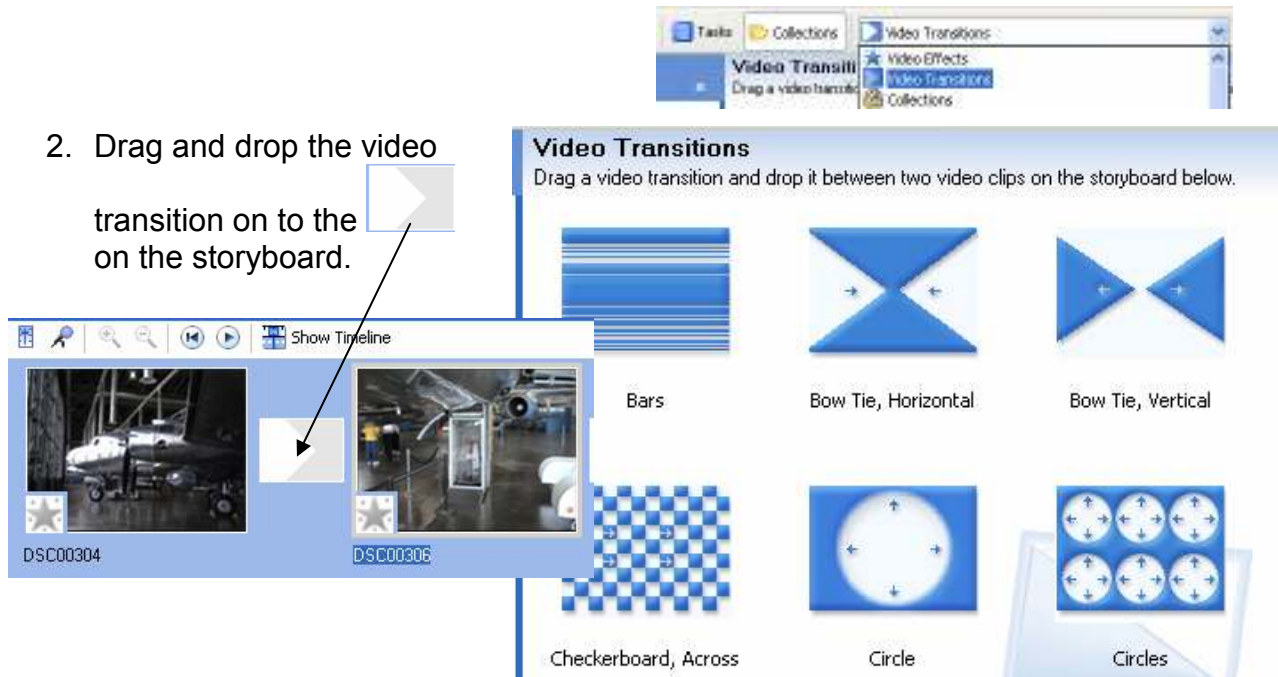 Tasks Collections Video Transitions
Video Effects
Video Transitions
Collections
Video Transiti
Drag a video transitio
2. Drag and drop the video
transition on to the
on the storyboard.
Video Transitions
Drag a video transition and drop it between two video clips on the storyboard below.
Bars Bow Tie, Horizontal Bow Tie, Vertical
Show Timeline
DSC00304 DSC00306
Checkerboard, Across Circle Circles